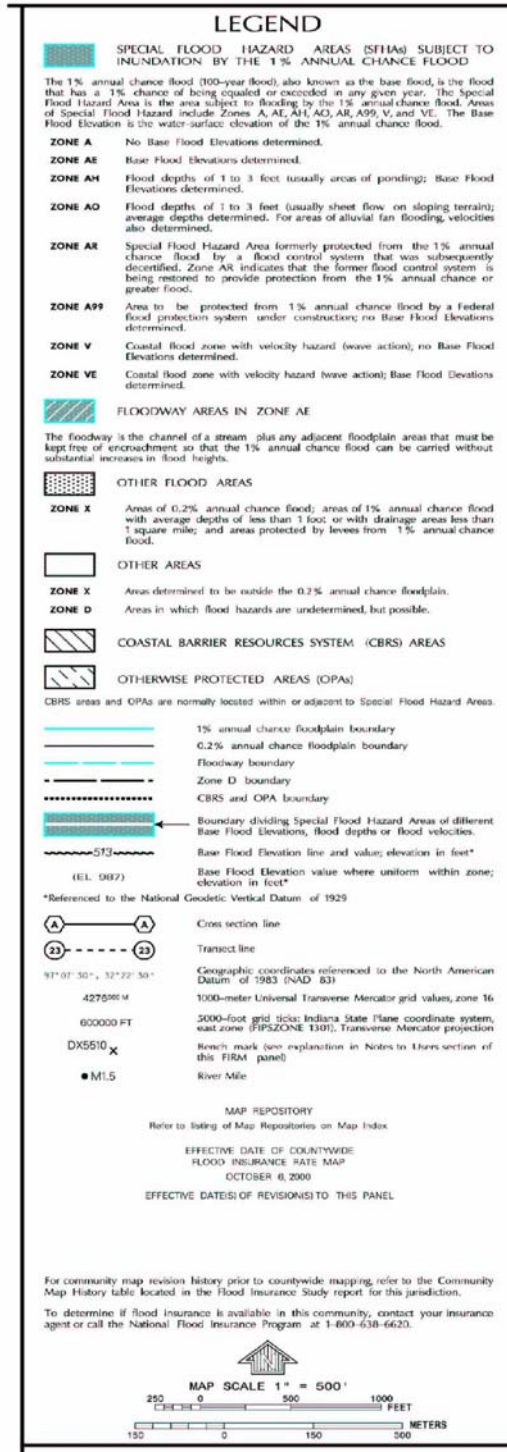 LEGEND
SPECIAL FLOOD HAZARD AREAS (SFHAs) SUBJECT TO
INUNDATION BY THE 1% ANNUAL CHANCE FLOOD
The 1% annual chance flood (100-year flood), also known as the base flood, is the flood
that has a 1% chance of being equaled or exceeded in any given year. The Special
Flood Hazard Area is the area subject to flooding by the 1% annual chance flood. Areas
of Special Flood Hazard include Zones A, AE, AH, AO, AR, A99, V, and VE. The Base
Flood Elevation is the water-surface elevation of the 1% annual chance flood.
ZONE A No Base Flood Elevations determined.
ZONE AE Base Flood Elevations determined.
ZONE AH Flood depths of 1 to 3 feet (usually areas of ponding); Base Flood
Elevations determined.
ZONE AO Flood depths of 1 to 3 feet (usually sheet flow on sloping terrain);
average depths determined. For areas of alluvial fan flooding, velocities
also determined.
ZONE AR Special Flood Hazard Area formerly protected from the 1% annual
chance flood by a flood control system that was subsequently
decertified. Zone AR indicates that the former flood control system is
being restored to provide protection from the 1% annual chance or
greater flood.
ZONE A99 Area to be protected from 1% annual chance flood by a Federal
flood protection system under construction; no Base Flood Elevations
determined.
ZONE V Coastal flood zone with velocity hazard (wave action); no Base Flood
Elevations determined.
ZONE VE Coastal flood zone with velocity hazard (wave action); Base Flood Elevations
determined.
FLOODWAY AREAS IN ZONE AE
The floodway is the channel of a stream plus any adjacent floodplain areas that must be
kept free of encroachment so that the 1% annual chance flood can be carried without
substantial increases in flood heights.
OTHER FLOOD AREAS
ZONE X Areas of 0.2% annual chance flood; areas of 1% annual chance flood
with average depths of less than 1 foot or with drainage areas less than
1 square mile; and areas protected by levees from 1% annual chance
flood.
OTHER AREAS
ZONE X Areas determined to be outside the 0.2% annual chance floodplain.
ZONE D Areas in which flood hazards are undetermined, but possible.
COASTAL BARRIER RESOURCES SYSTEM (CBRS) AREAS
OTHERWISE PROTECTED AREAS (OPAs)
CBRS areas and OPAs are normally located within or adjacent to Special Flood Hazard Areas.
1% annual chance floodplain boundary
0.2% annual chance floodplain boundary
Floodway boundary
Zone D boundary
CBRS and OPA boundary
Boundary dividing Special Flood Hazard Areas of different
Base Flood Elevations, flood depths or flood velocities.
513 Base Flood Elevation line and value; elevation in feet*
(EL 987) Base Flood Elevation value where uniform within zone;
elevation in feet*
*Referenced to the National Geodetic Vertical Datum of 1929
A A Cross section line
23 23 Transect line
97°07'30", 32°22'30" Geographic coordinates referenced to the North American
Datum of 1983 (NAD 83)
4276000 M 1000-meter Universal Transverse Mercator grid values, zone 16
600000 FT 5000-foot grid ticks: Indiana State Plane coordinate system,
east zone (FIPSZONE 1301), Transverse Mercator projection
DX5510 x Bench mark (see explanation in Notes to Users section of
this FIRM panel)
●M1.5 River Mile
MAP REPOSITORY
Refer to listing of Map Repositories on Map Index
EFFECTIVE DATE OF COUNTYWIDE
FLOOD INSURANCE RATE MAP
OCTOBER 6, 2000
EFFECTIVE DATE(S) OF REVISION(S) TO THIS PANEL
For community map revision history prior to countywide mapping, refer to the Community
Map History table located in the Flood Insurance Study report for this jurisdiction.
To determine if flood insurance is available in this community, contact your insurance
agent or call the National Flood Insurance Program at 1-800-638-6620.
N
MAP SCALE 1" = 500'
250 0 500 1000
FEET
METERS
150 0 150 300